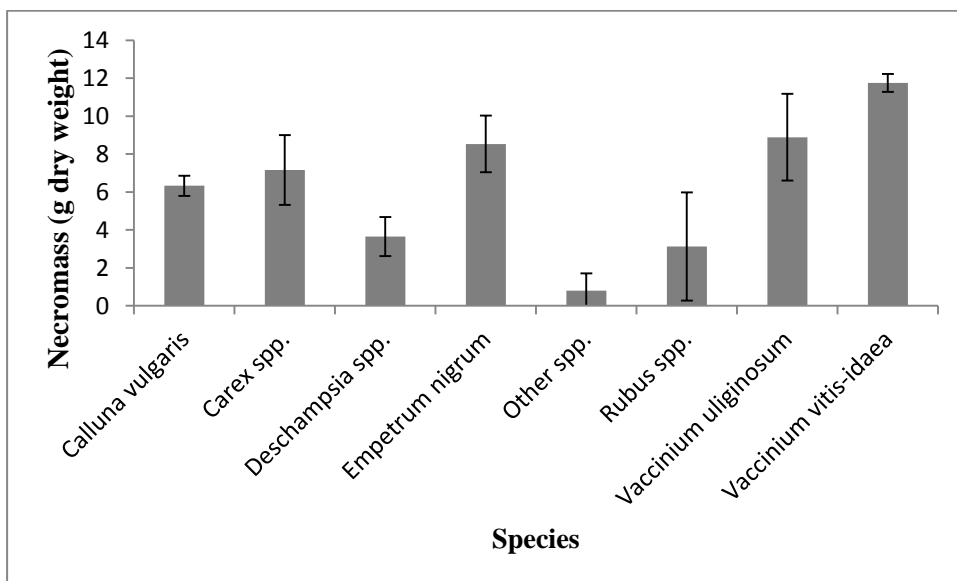 Necromass (g dry weight)
14
12
10
8
6
4
2
0
Calluna vulgaris
Carex spp.
Deschampsia spp.
Empetrum nigrum
Other spp.
Rubus spp.
Vaccinium uliginosum
Vaccinium vitis-idaea
Species